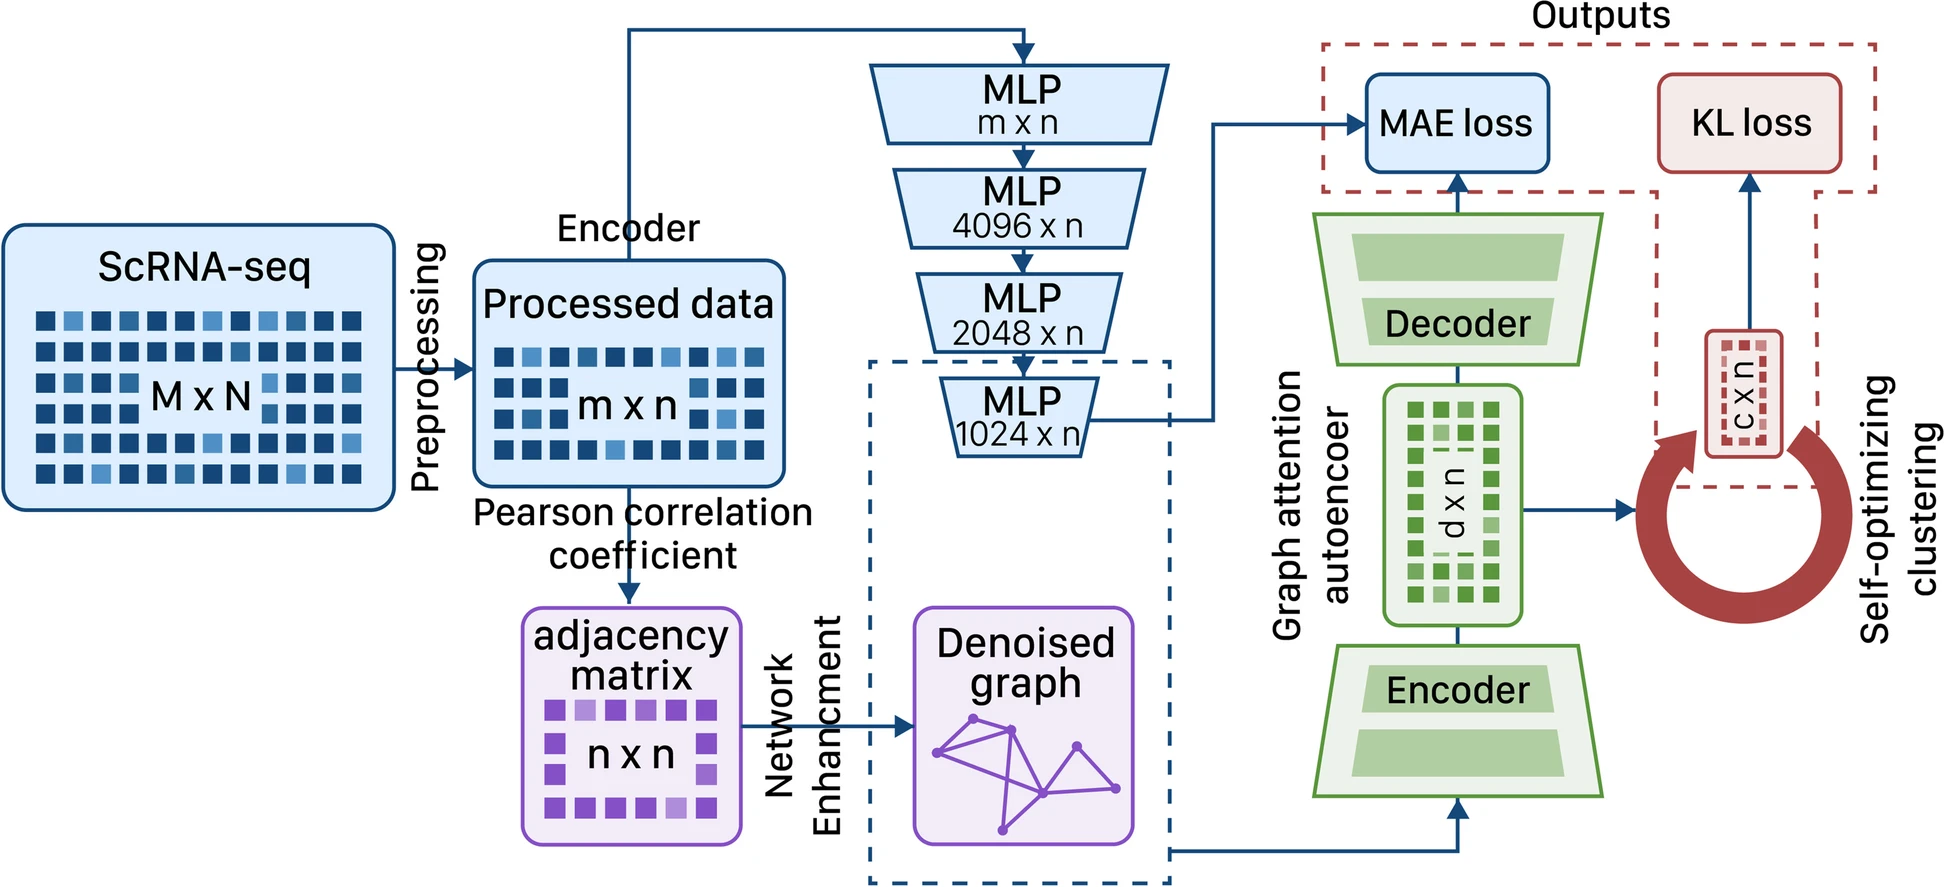 ScRNA-seq
M x N
Preprocessing
Encoder
Processed data
m x n
Pearson correlation
coefficient
adjacency
matrix
n x n
Network
Enhancment
MLP
m x n
MLP
4096 x n
MLP
2048 x n
MLP
1024 x n
Denoised
graph
Outputs
MAE loss
KL loss
Decoder
Graph attention
autoencoer
d x n
Encoder
c x n
Self-optimizing
clustering